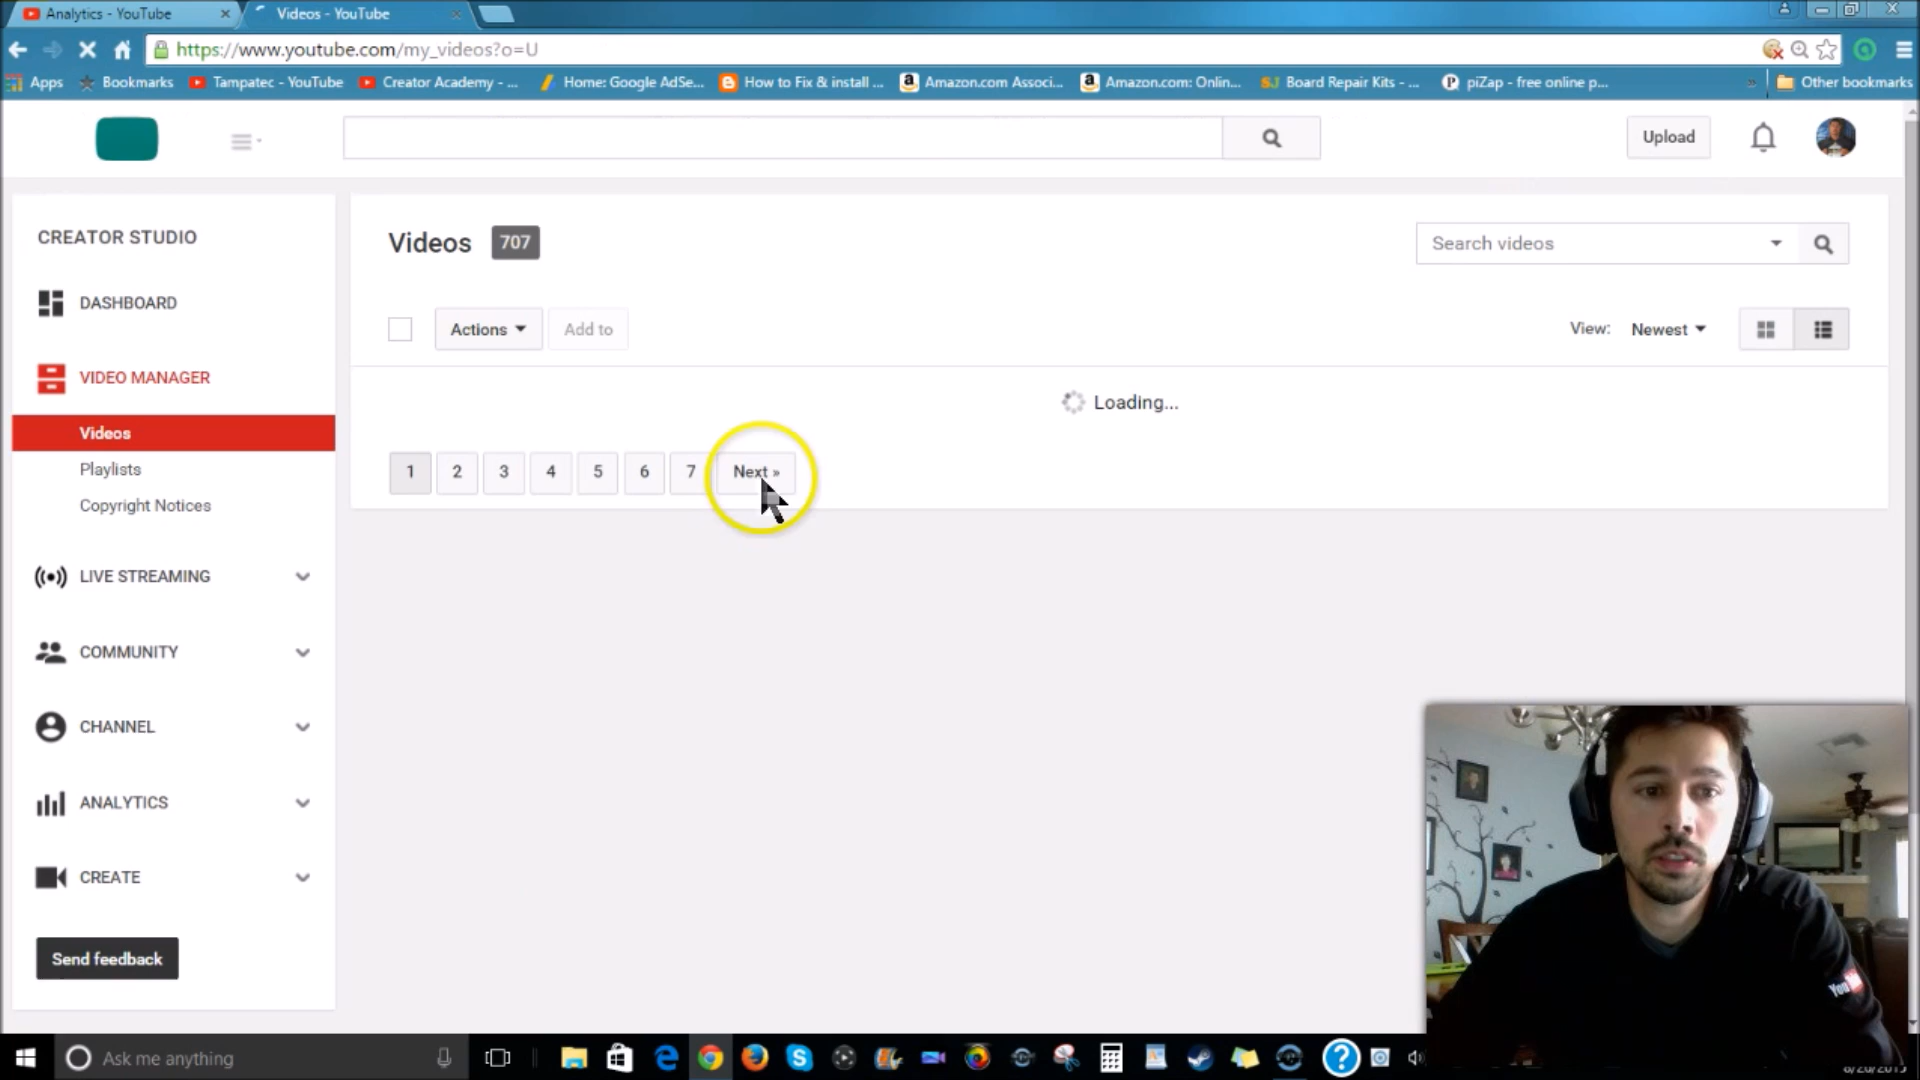 Analytics - YouTube
Videos - YouTube
https://www.youtube.com/my_videos?o=U
Apps
Bookmarks
Tampatec - YouTube
Creator Academy - ...
Home: Google AdSe...
How to Fix & install ...
Amazon.com Associ...
Amazon.com: Onlin...
SJ
Board Repair Kits - ...
piZap - free online p...
»
Other bookmarks
Upload
CREATOR STUDIO
DASHBOARD
VIDEO MANAGER
Videos
Playlists
Copyright Notices
LIVE STREAMING
COMMUNITY
CHANNEL
ANALYTICS
CREATE
Send feedback
Videos 707
Search videos
Actions
Add to
View: Newest
Loading...
1 2 3 4 5 6 7 Next »
You
Ask me anything